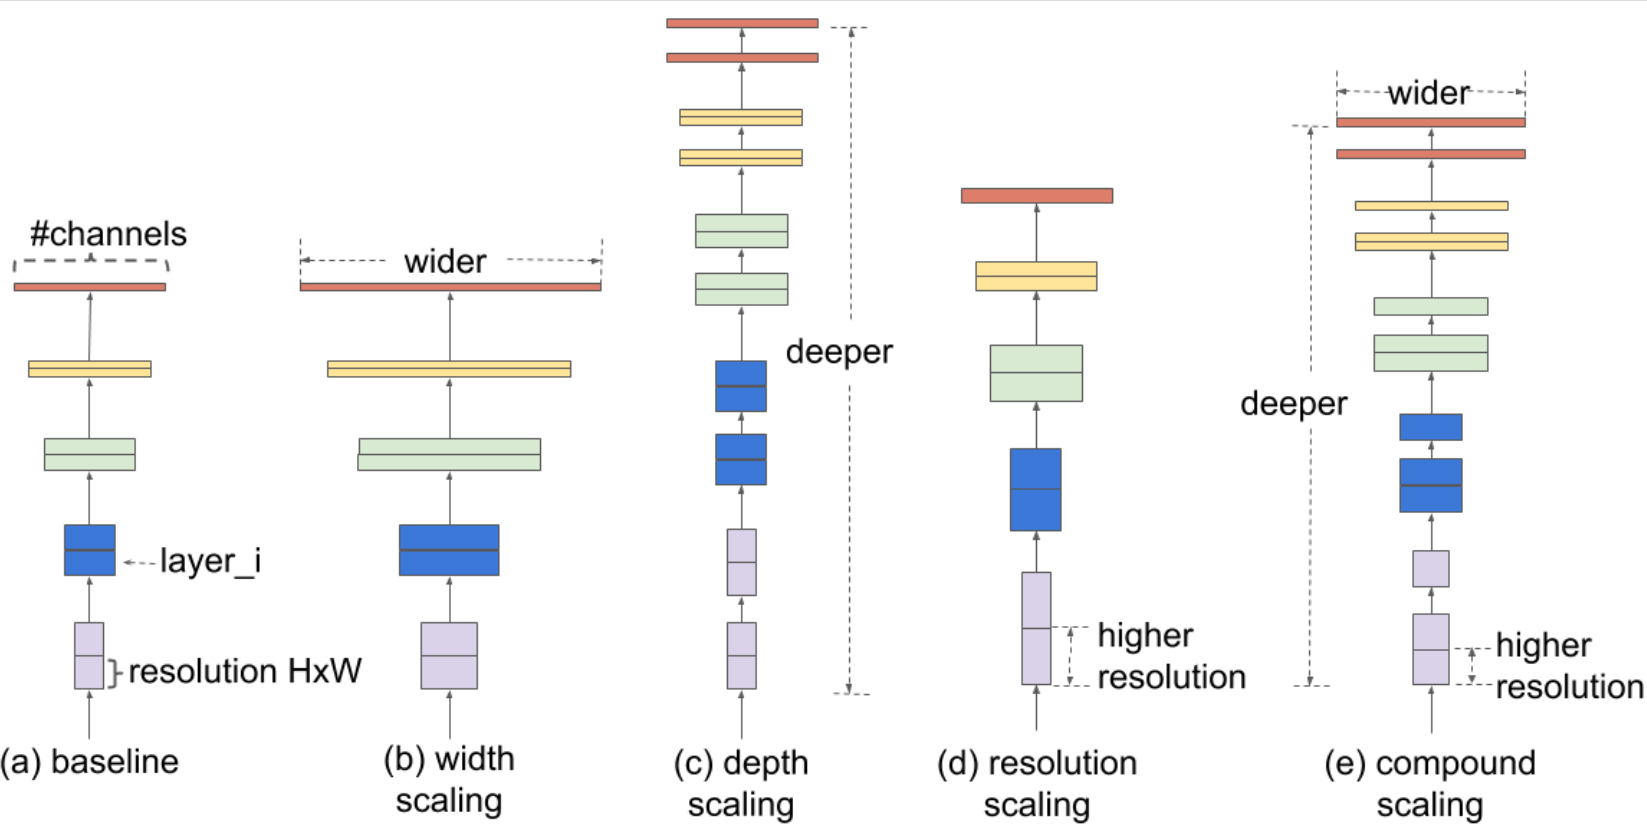 #channels
layer_i
resolution HxW
(a) baseline
wider
(b) width
scaling
deeper
(c) depth
scaling
higher
resolution
(d) resolution
scaling
wider
deeper
higher
resolution
(e) compound
scaling